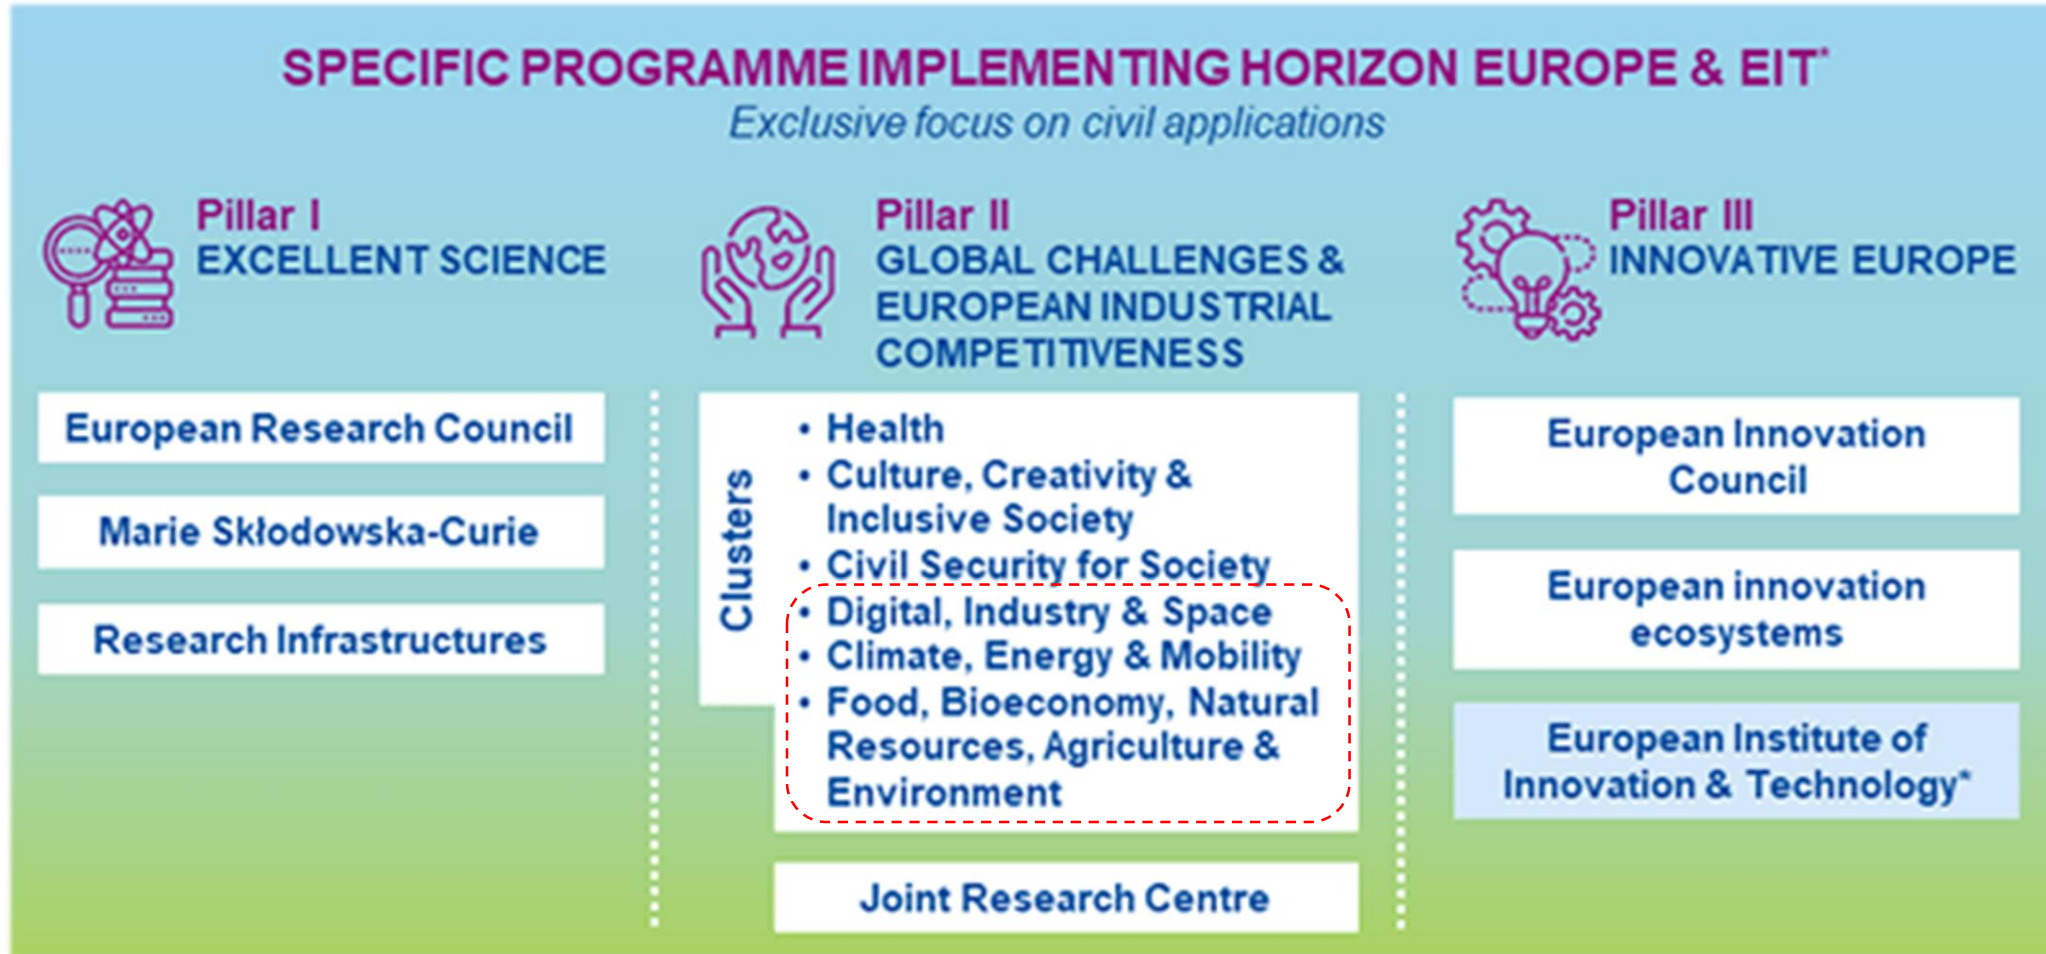 SPECIFIC PROGRAMME IMPLEMENTING HORIZON EUROPE & EIT*
Exclusive focus on civil applications
Pillar I
EXCELLENT SCIENCE
European Research Council
Marie Skłodowska-Curie
Research Infrastructures
Pillar II
GLOBAL CHALLENGES &
EUROPEAN INDUSTRIAL
COMPETITIVENESS
Clusters
• Health
• Culture, Creativity &
Inclusive Society
• Civil Security for Society
• Digital, Industry & Space
• Climate, Energy & Mobility
• Food, Bioeconomy, Natural
Resources, Agriculture &
Environment
Joint Research Centre
Pillar III
INNOVATIVE EUROPE
European Innovation
Council
European innovation
ecosystems
European Institute of
Innovation & Technology*